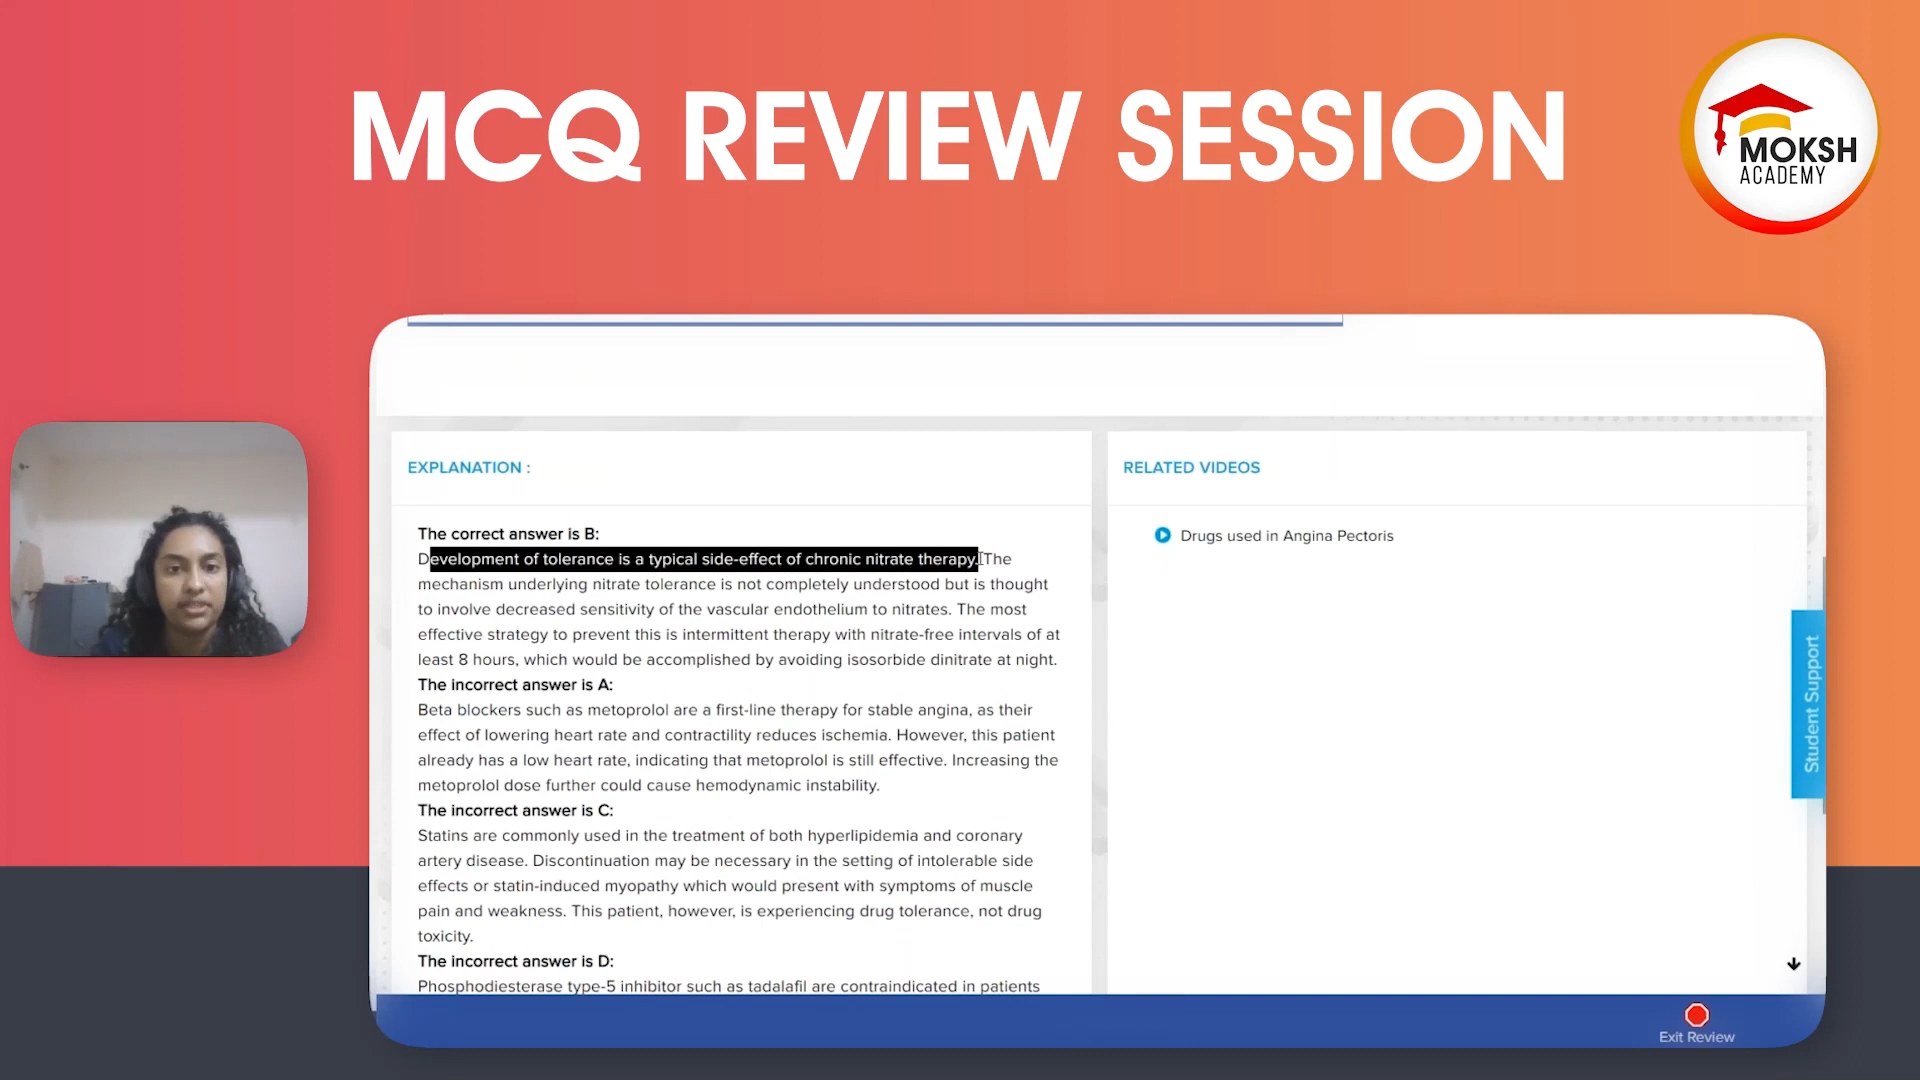 MCQ REVIEW SESSION
MOKSH
ACADEMY
EXPLANATION :
The correct answer is B:
Development of tolerance is a typical side-effect of chronic nitrate therapy. The
mechanism underlying nitrate tolerance is not completely understood but is thought
to involve decreased sensitivity of the vascular endothelium to nitrates. The most
effective strategy to prevent this is intermittent therapy with nitrate-free intervals of at
least 8 hours, which would be accomplished by avoiding isosorbide dinitrate at night.
The incorrect answer is A:
Beta blockers such as metoprolol are a first-line therapy for stable angina, as their
effect of lowering heart rate and contractility reduces ischemia. However, this patient
already has a low heart rate, indicating that metoprolol is still effective. Increasing the
metoprolol dose further could cause hemodynamic instability.
The incorrect answer is C:
Statins are commonly used in the treatment of both hyperlipidemia and coronary
artery disease. Discontinuation may be necessary in the setting of intolerable side
effects or statin-induced myopathy which would present with symptoms of muscle
pain and weakness. This patient, however, is experiencing drug tolerance, not drug
toxicity.
The incorrect answer is D:
Phosphodiesterase type-5 inhibitor such as tadalafil are contraindicated in patients
RELATED VIDEOS
Drugs used in Angina Pectoris
Student Support
Exit Review